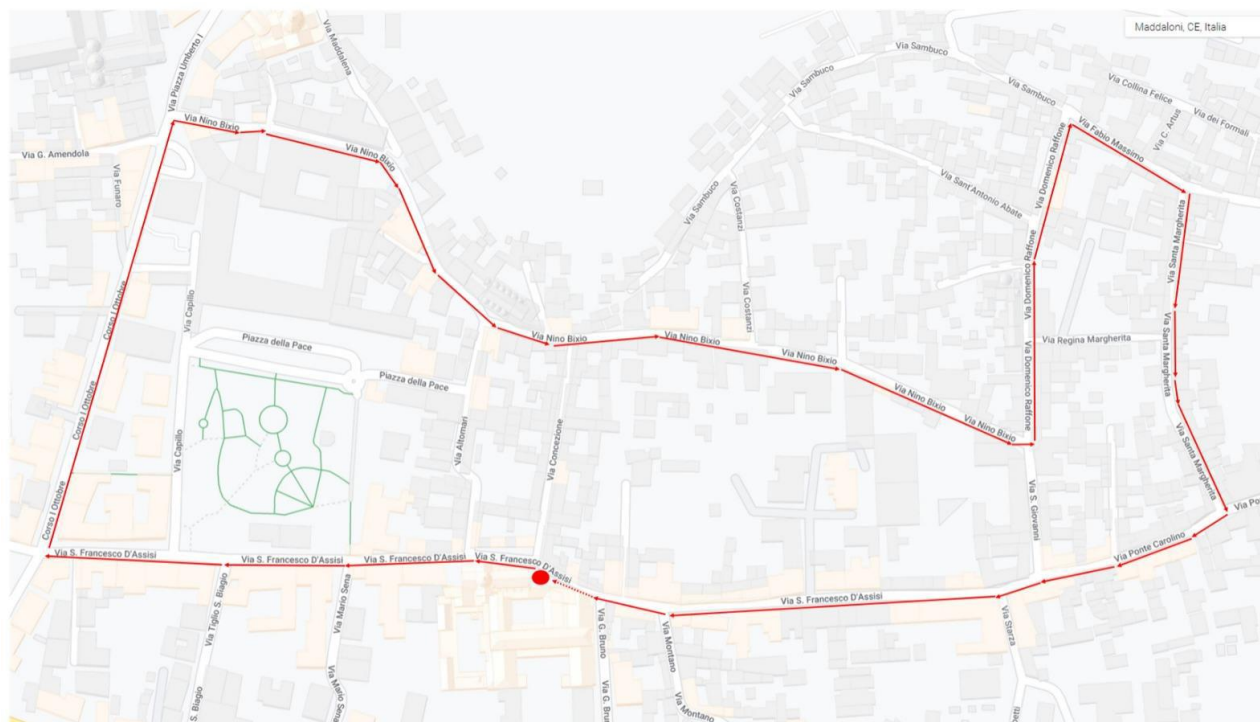 Maddaloni, CE, Italia
Via Piazza Umberto I
Via Maddalena
Via Sambuco
Via Sambuco
Via Sambuco
Via Collina Felice
Via dei Formali
Via C. Artus
Via Fabio Massimo
Via Nino Bixio
Via Nino Bixio
Via G. Amendola
Via Funaro
Via Domenico Raffone
Via Sant'Antonio Abate
Via Sambuco
Via Costanzi
Via Costanzi
Via Santa Margherita
Via Domenico Raffone
Corso I Ottobre
Via Capillo
Piazza della Pace
Via Nino Bixio
Via Nino Bixio
Via Nino Bixio
Via Regina Margherita
Via Santa Margherita
Via Domenico Raffone
Piazza della Pace
Corso I Ottobre
Via Nino Bixio
Via Nino Bixio
Via Altomari
Via Concezione
Via Capillo
Via Santa Margherita
Corso I Ottobre
Via S. Giovanni
Via S. Francesco D'Assisi
Via S. Francesco D'Assisi
Via S. Francesco D'Assisi
Via S. Francesco D'Assisi
Via Ponte Carolino
Via S. Francesco D'Assisi
Via Tiglio S. Biagio
Via Mario Sena
Via G. Bruno
Via Montano
Via Starza
S. Biagio
Via Mario Sena
Via G. Bru
Via Montano